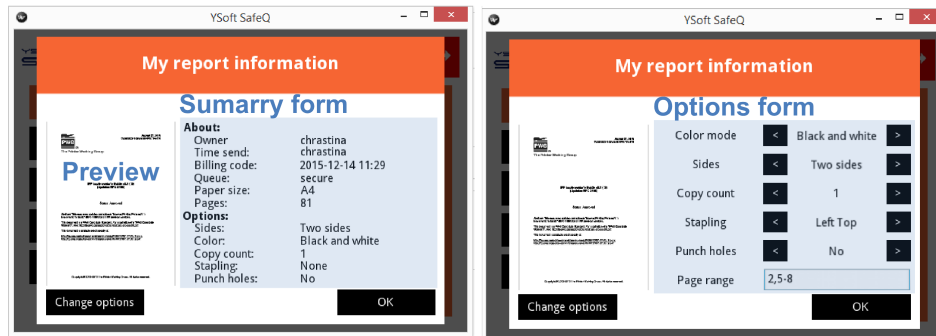 YSoft SafeQ
My report information
Sumarry form
Preview
About:
Owner chrastina
Time send: chrastina
Billing code: 2015-12-14 11:29
Queue: secure
Paper size: A4
Pages: 81
Options:
Sides: Two sides
Color: Black and white
Copy count: 1
Stapling: None
Punch holes: No
Change options
OK
YSoft SafeQ
My report information
Options form
Color mode < Black and white >
Sides < Two sides >
Copy count < 1 >
Stapling < Left Top >
Punch holes < No >
Page range 2,5-8
Change options
OK